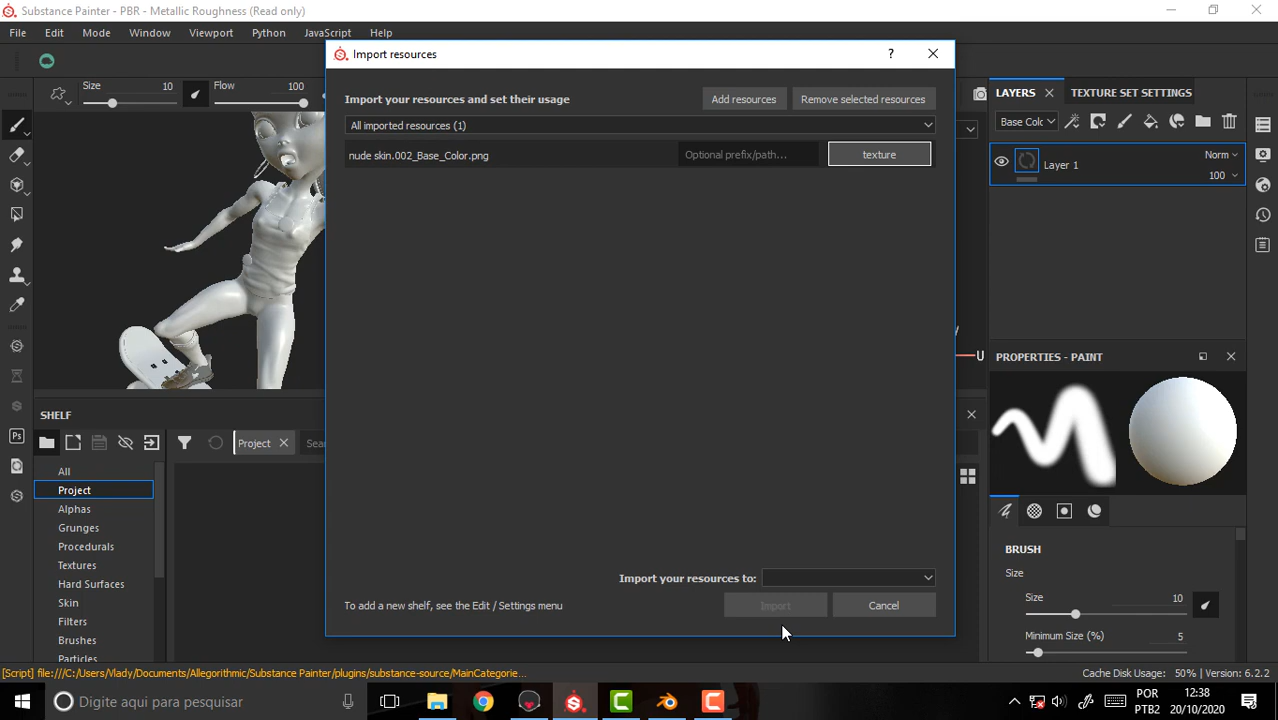 Substance Painter - PBR - Metallic Roughness (Read only)
File Edit Mode Window Viewport Python JavaScript Help
Import resources
?
Size 10 Flow 100
Import your resources and set their usage
Add resources
Remove selected resources
All imported resources (1)
nude skin.002_Base_Color.png
Optional prefix/path...
texture
LAYERS
TEXTURE SET SETTINGS
Base Colc
Layer 1
Norm
100
U
PROPERTIES - PAINT
SHELF
Ps
Project
Sear
All
Project
Alphas
Grunges
Procedurals
Textures
Hard Surfaces
Skin
Filters
Brushes
Particles
BRUSH
Size
Size 10
Minimum Size (%) 5
Import your resources to:
To add a new shelf, see the Edit / Settings menu
Import
Cancel
[Script] file:///C:/Users/Vlady/Documents/Allegorithmic/Substance Painter/plugins/substance-source/MainCategorie...
Cache Disk Usage: 50% | Version: 6.2.2
Digite aqui para pesquisar
POR
PTB2
12:38
20/10/2020